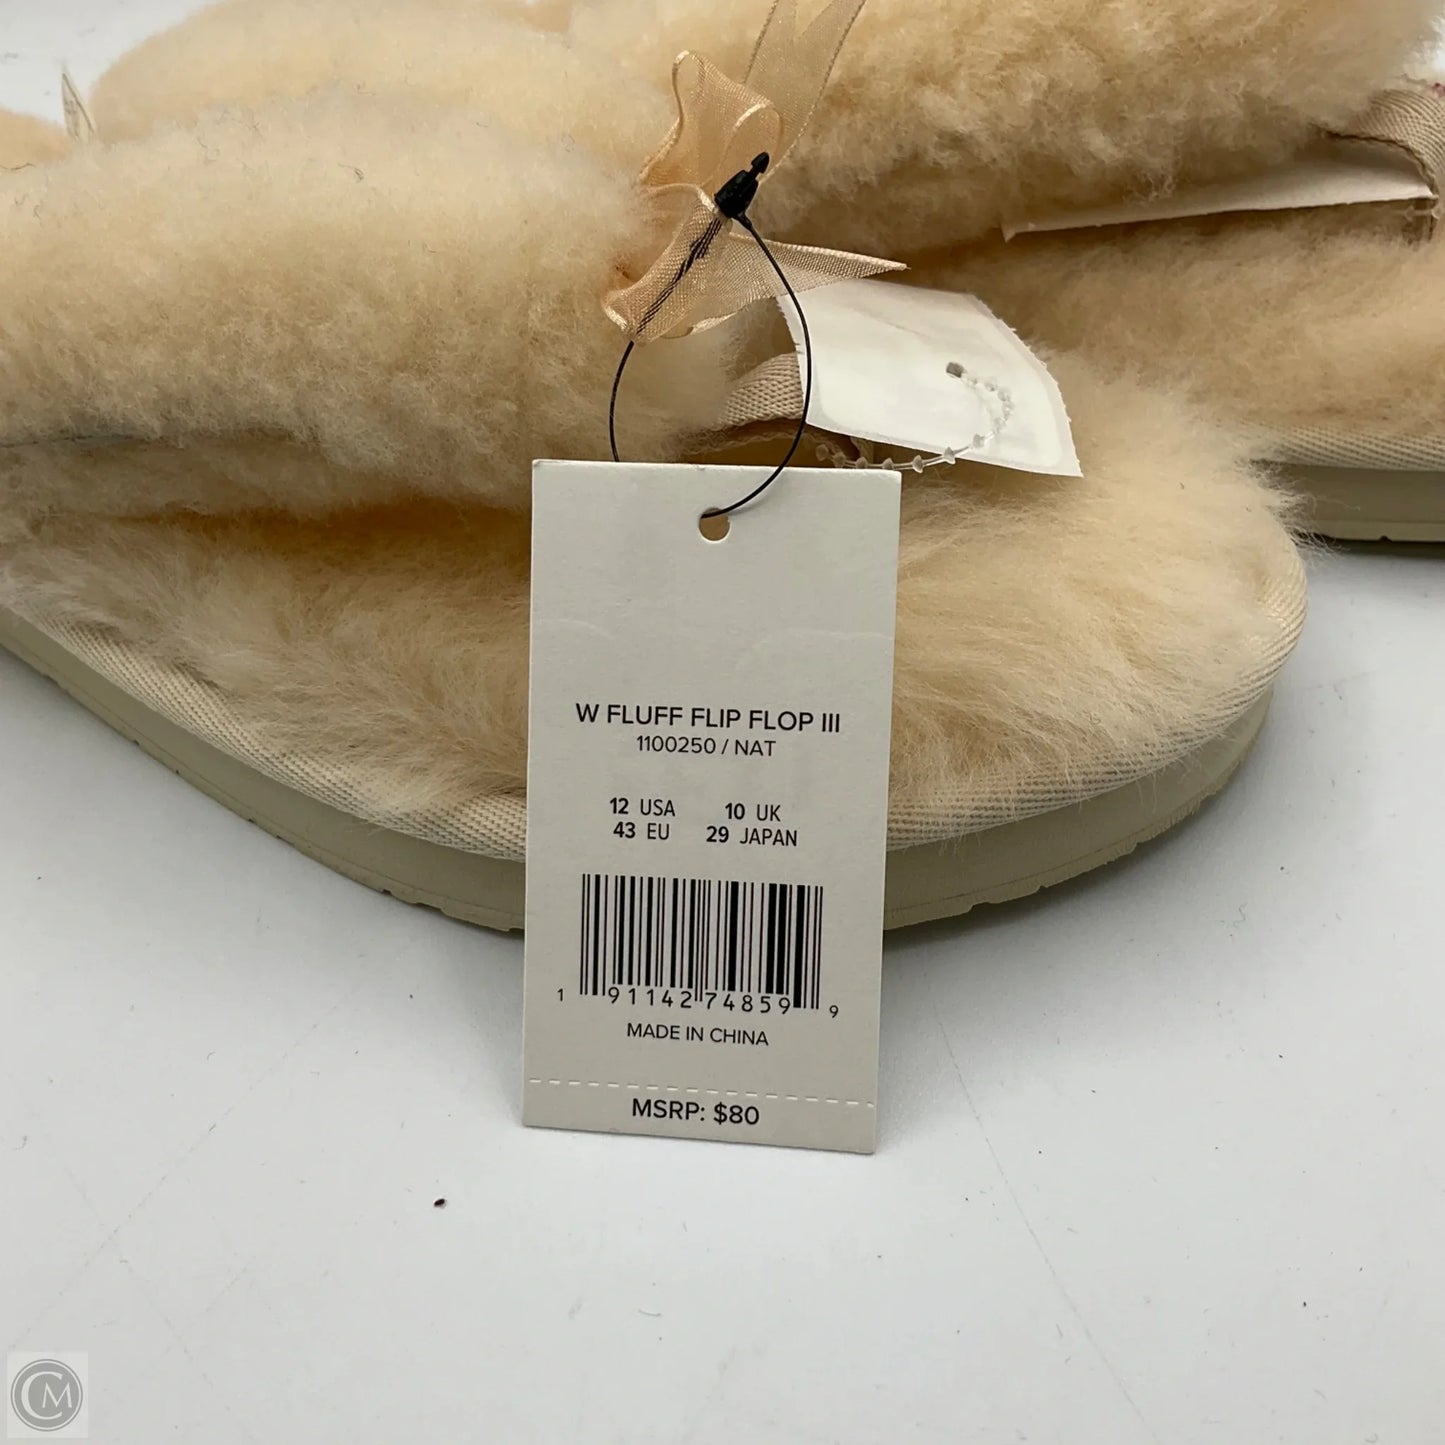 W FLUFF FLIP FLOP III
1100250 / NAT
12 USA 10 UK
43 EU 29 JAPAN
1 91142 74859 9
MADE IN CHINA
MSRP: $80
CM